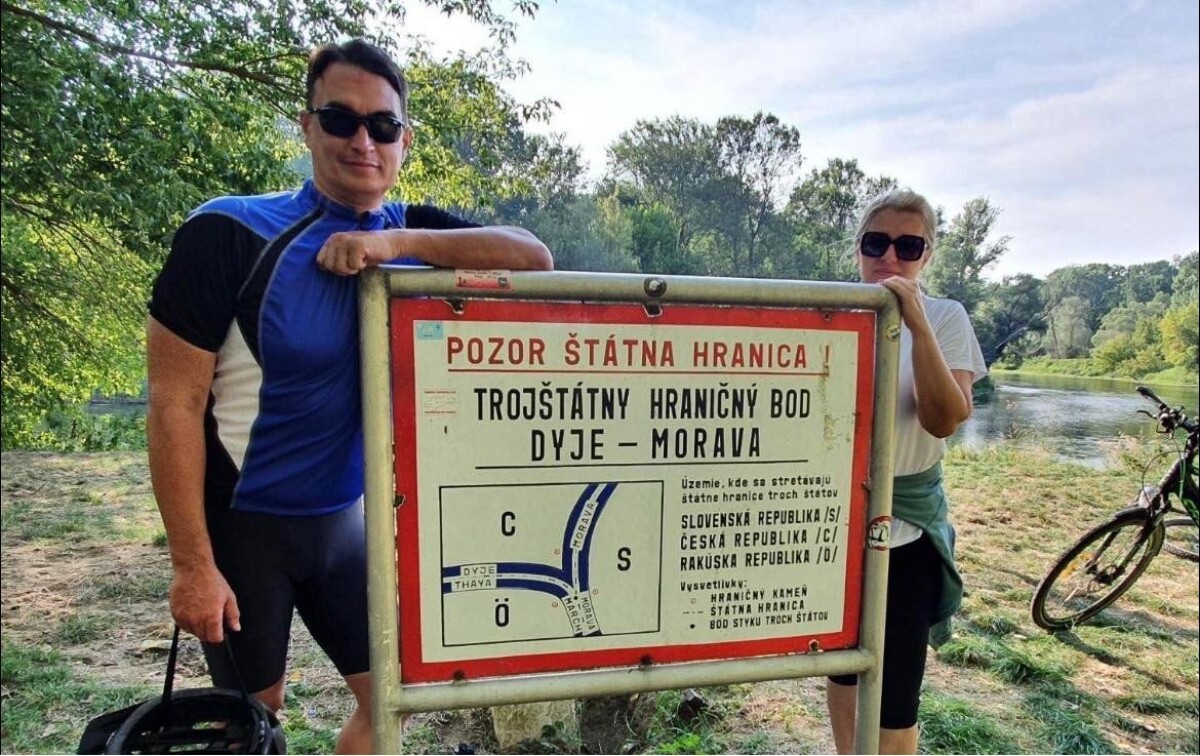 POZOR ŠTÁTNA HRANICA !
TROJŠTÁTNY HRANIČNÝ BOD
DYJE – MORAVA
Územie, kde sa stretávajú
štátne hranice troch štátov
SLOVENSKÁ REPUBLIKA /S/
ČESKÁ REPUBLIKA /C/
RAKÚSKA REPUBLIKA /Ö/
Vysvetlivky:
HRANIČNÝ KAMEŇ
ŠTÁTNA HRANICA
BOD STYKU TROCH ŠTÁTOV
C
MORAVA
S
DYJE
THAYA
Ö
MORAVA
MARCH